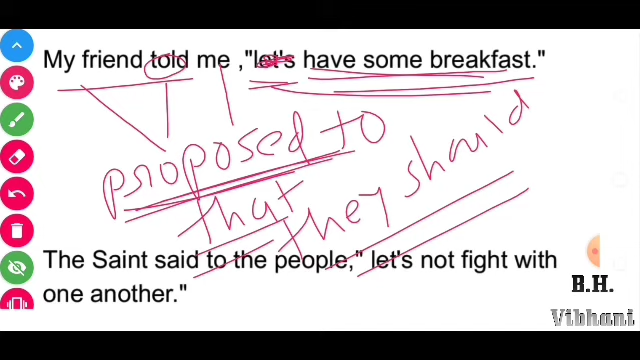 My friend told me ,"let's have some breakfast."
proposed to
that they should
The Saint said to the people," let's not fight with
one another."
B.H.
Vibhani